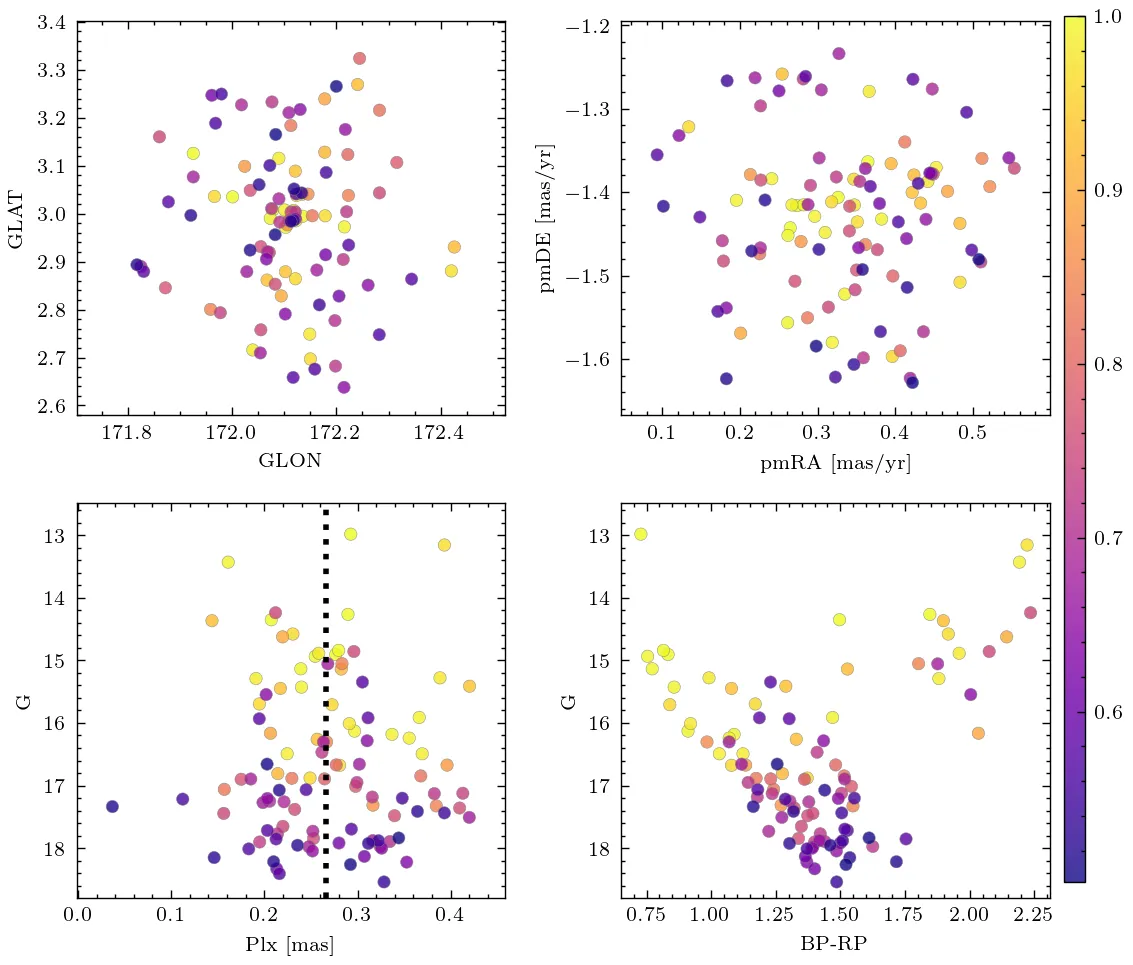 3.4
3.3
3.2
3.1
3.0
2.9
2.8
2.7
2.6
GLAT
171.8 172.0 172.2 172.4
GLON
−1.2
−1.3
−1.4
−1.5
−1.6
pmDE [mas/yr]
0.1 0.2 0.3 0.4 0.5
pmRA [mas/yr]
1.0
0.9
0.8
0.7
0.6
13
14
15
16
17
18
G
0.0 0.1 0.2 0.3 0.4
Plx [mas]
13
14
15
16
17
18
G
0.75 1.00 1.25 1.50 1.75 2.00 2.25
BP-RP